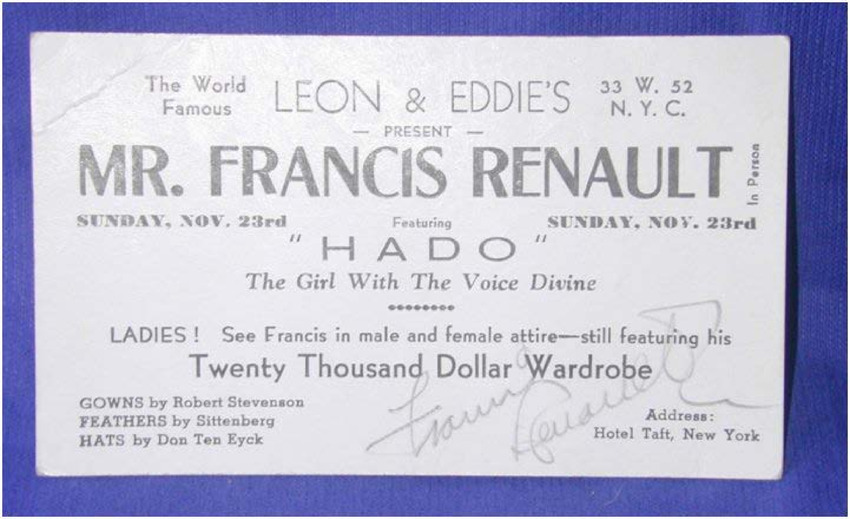 The World Famous LEON & EDDIE'S 33 W. 52 N. Y. C.
— PRESENT —
MR. FRANCIS RENAULT In Person
SUNDAY, NOV. 23rd Featuring SUNDAY, NOV. 23rd
" HADO "
The Girl With The Voice Divine
LADIES ! See Francis in male and female attire—still featuring his
Twenty Thousand Dollar Wardrobe
GOWNS by Robert Stevenson
FEATHERS by Sittenberg
HATS by Don Ten Eyck
Francis Renault
Address:
Hotel Taft, New York